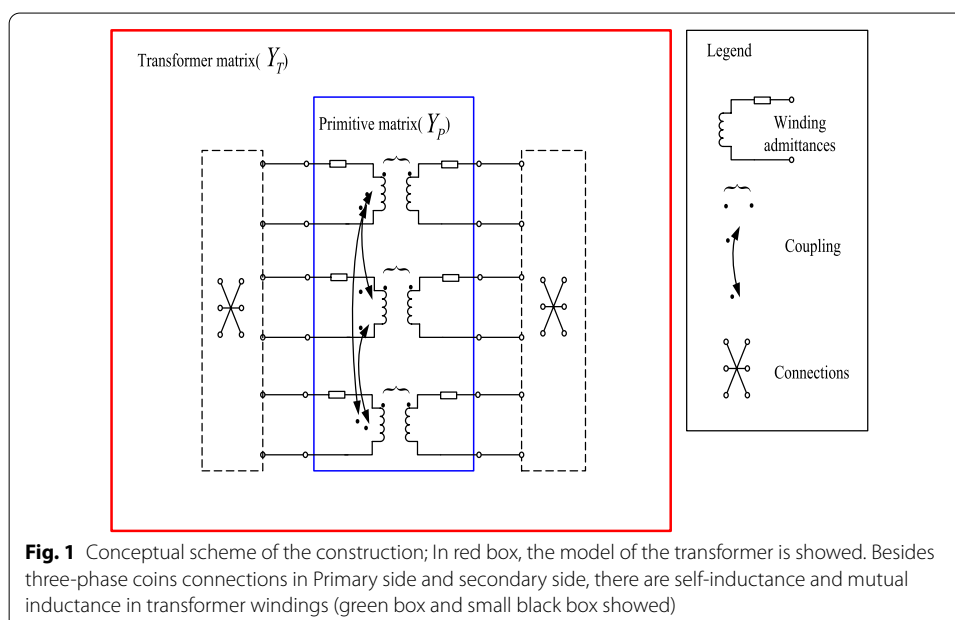 Transformer matrix( Y_T)
Primitive matrix( Y_P)
Legend
Winding
admittances
Coupling
Connections
Fig. 1 Conceptual scheme of the construction; In red box, the model of the transformer is showed. Besides
three-phase coins connections in Primary side and secondary side, there are self-inductance and mutual
inductance in transformer windings (green box and small black box showed)